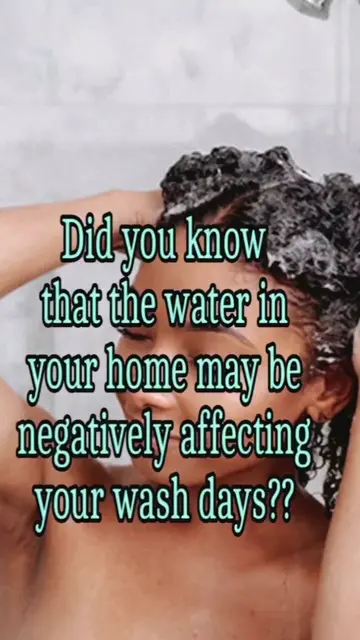 Did you know
that the water in
your home may be
negatively affecting
your wash days??